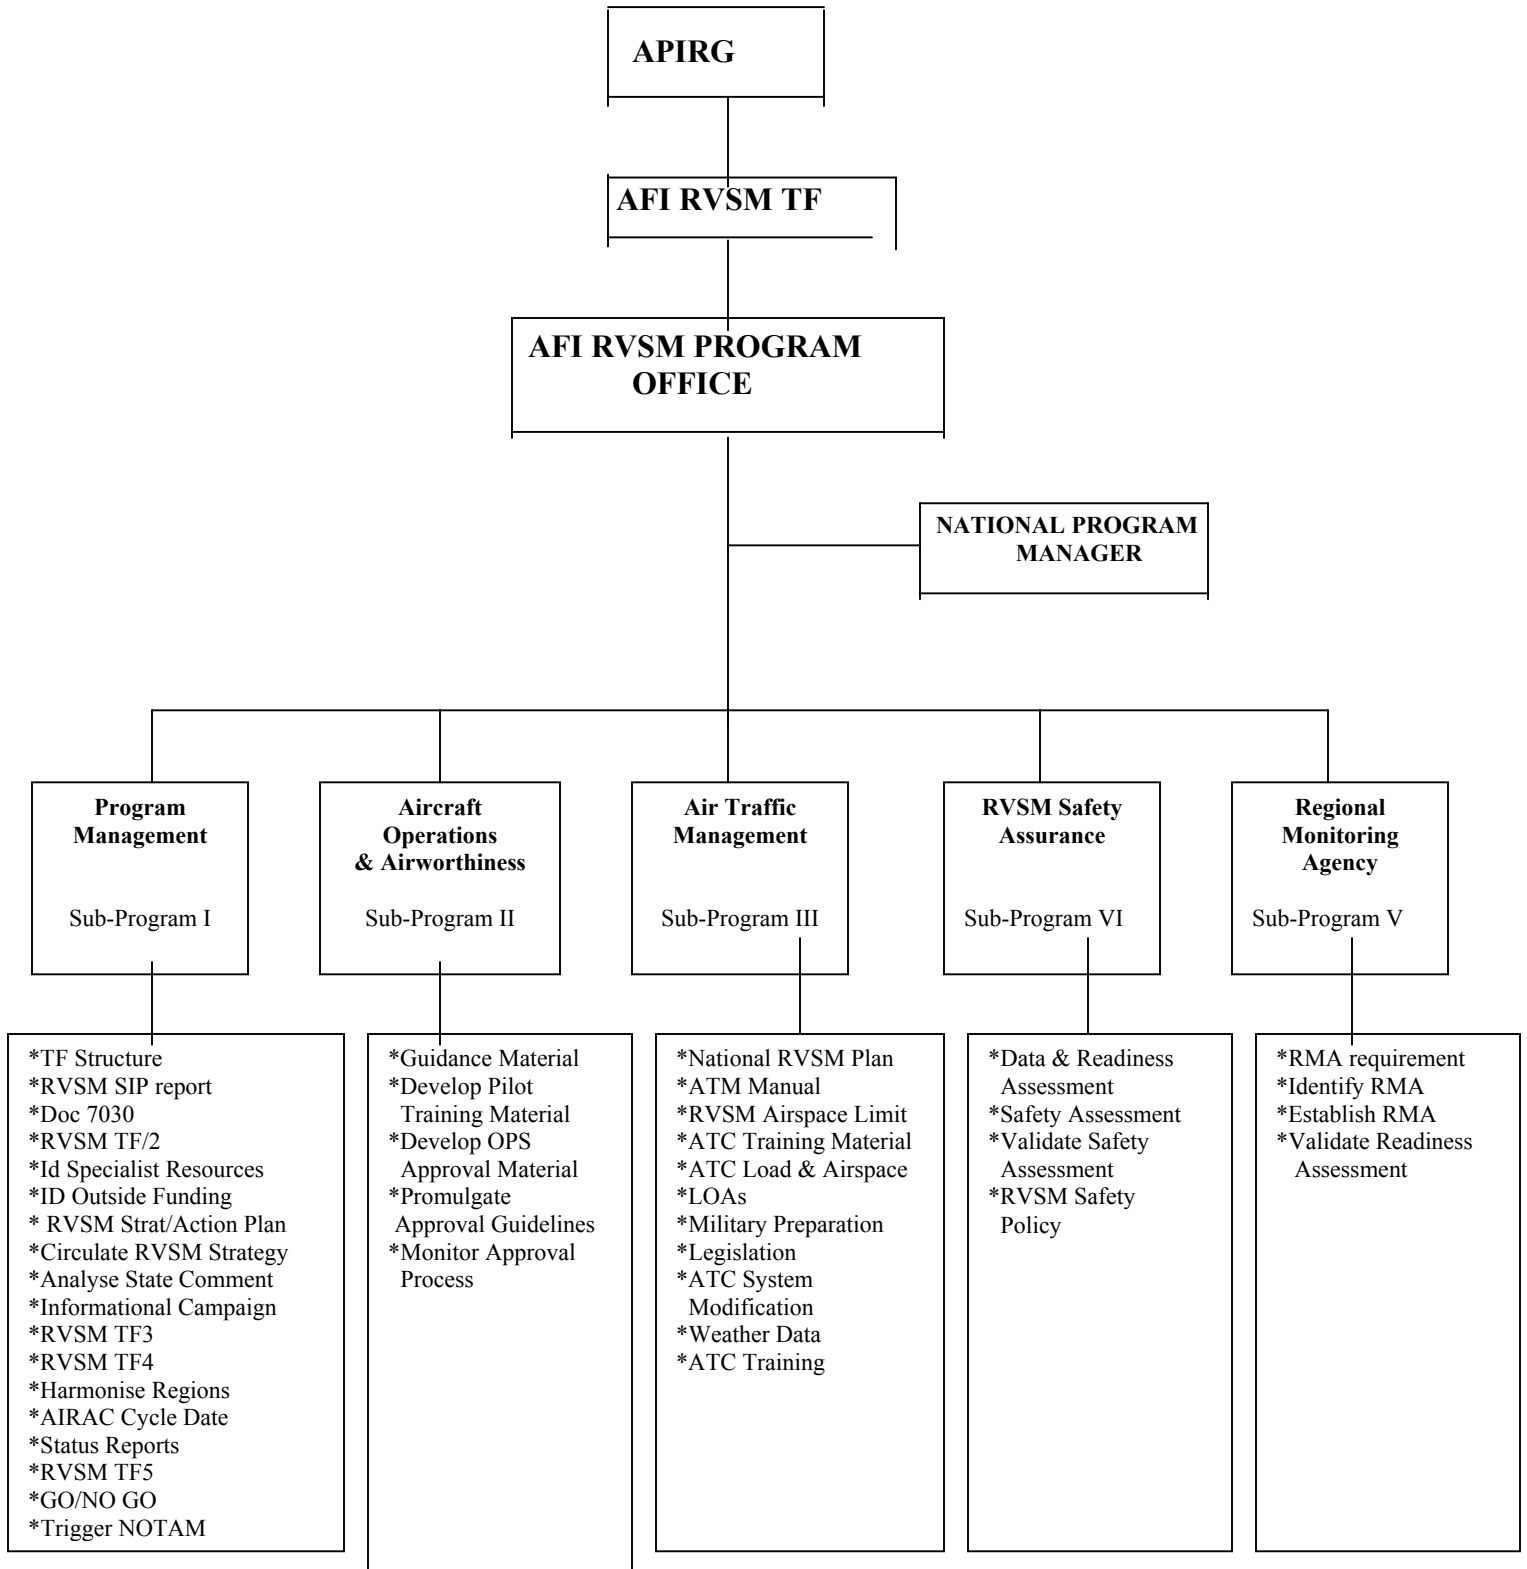 APIRG
AFI RVSM TF
AFI RVSM PROGRAM
OFFICE
NATIONAL PROGRAM
MANAGER
Program
Management
Sub-Program I
Aircraft
Operations
& Airworthiness
Sub-Program II
Air Traffic
Management
Sub-Program III
RVSM Safety
Assurance
Sub-Program VI
Regional
Monitoring
Agency
Sub-Program V
*TF Structure
*RVSM SIP report
*Doc 7030
*RVSM TF/2
*Id Specialist Resources
*ID Outside Funding
* RVSM Strat/Action Plan
*Circulate RVSM Strategy
*Analyse State Comment
*Informational Campaign
*RVSM TF3
*RVSM TF4
*Harmonise Regions
*AIRAC Cycle Date
*Status Reports
*RVSM TF5
*GO/NO GO
*Trigger NOTAM
*Guidance Material
*Develop Pilot
Training Material
*Develop OPS
Approval Material
*Promulgate
Approval Guidelines
*Monitor Approval
Process
*National RVSM Plan
*ATM Manual
*RVSM Airspace Limit
*ATC Training Material
*ATC Load & Airspace
*LOAs
*Military Preparation
*Legislation
*ATC System
Modification
*Weather Data
*ATC Training
*Data & Readiness
Assessment
*Safety Assessment
*Validate Safety
Assessment
*RVSM Safety
Policy
*RMA requirement
*Identify RMA
*Establish RMA
*Validate Readiness
Assessment